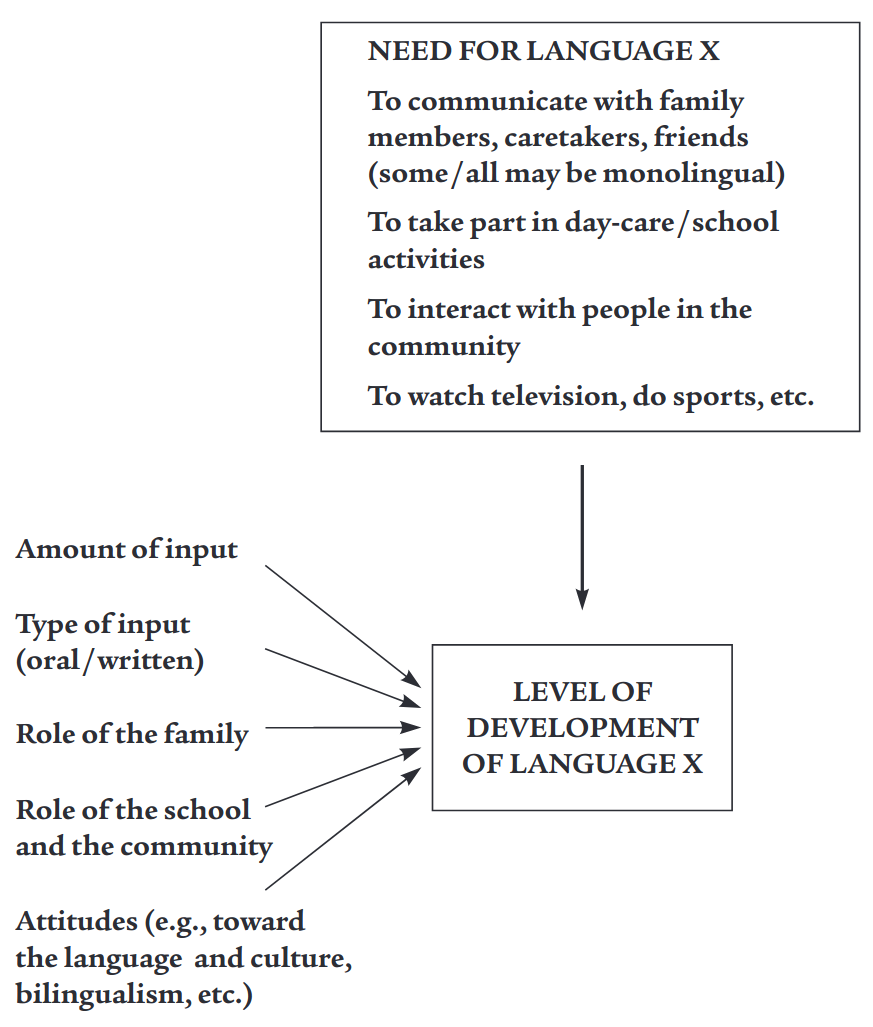 NEED FOR LANGUAGE X
To communicate with family
members, caretakers, friends
(some/all may be monolingual)
To take part in day-care/school
activities
To interact with people in the
community
To watch television, do sports, etc.
Amount of input
Type of input
(oral/written)
Role of the family
Role of the school
and the community
Attitudes (e.g., toward
the language and culture,
bilingualism, etc.)
LEVEL OF
DEVELOPMENT
OF LANGUAGE X